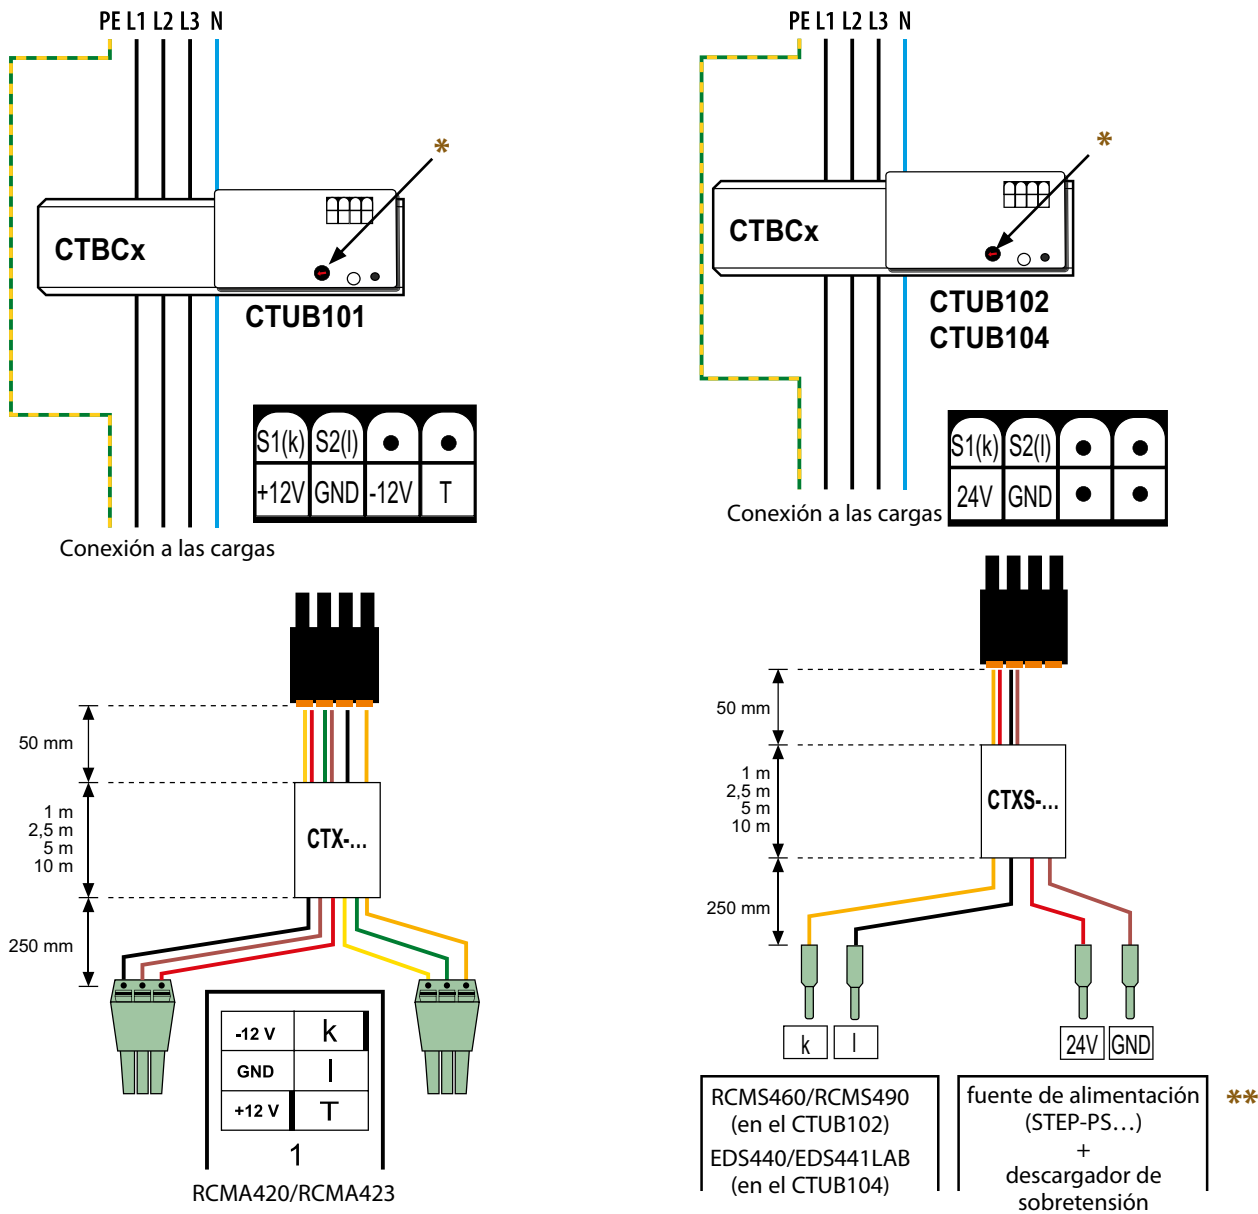 PE L1 L2 L3 N
*
CTBCx
CTUB101
S1(k) S2(l) • •
+12V GND -12V T
Conexión a las cargas
50 mm
1 m
2,5 m
5 m
10 m
CTX-...
250 mm
-12 V k
GND l
+12 V T
1
RCMA420/RCMA423
PE L1 L2 L3 N
*
CTBCx
CTUB102
CTUB104
S1(k) S2(l) • •
24V GND • •
Conexión a las cargas
50 mm
1 m
2,5 m
5 m
10 m
CTXS-...
250 mm
k l 24V GND
RCMS460/RCMS490
(en el CTUB102)
EDS440/EDS441LAB
(en el CTUB104)
fuente de alimentación **
(STEP-PS...)
+
descargador de
sobretensión